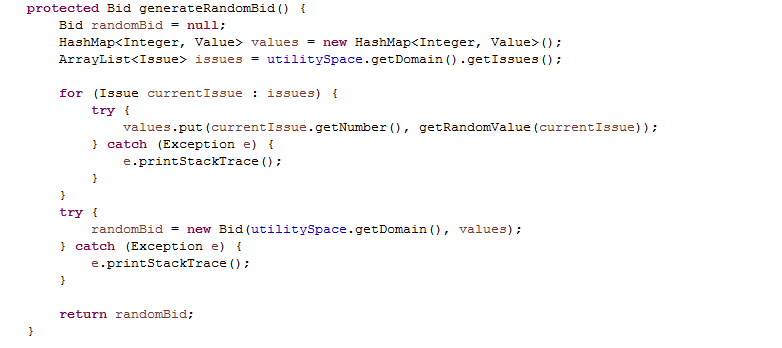 protected Bid generateRandomBid() {
    Bid randomBid = null;
    HashMap<Integer, Value> values = new HashMap<Integer, Value>();
    ArrayList<Issue> issues = utilitySpace.getDomain().getIssues();

    for (Issue currentIssue : issues) {
        try {
            values.put(currentIssue.getNumber(), getRandomValue(currentIssue));
        } catch (Exception e) {
            e.printStackTrace();
        }
    }
    try {
        randomBid = new Bid(utilitySpace.getDomain(), values);
    } catch (Exception e) {
        e.printStackTrace();
    }

    return randomBid;
}